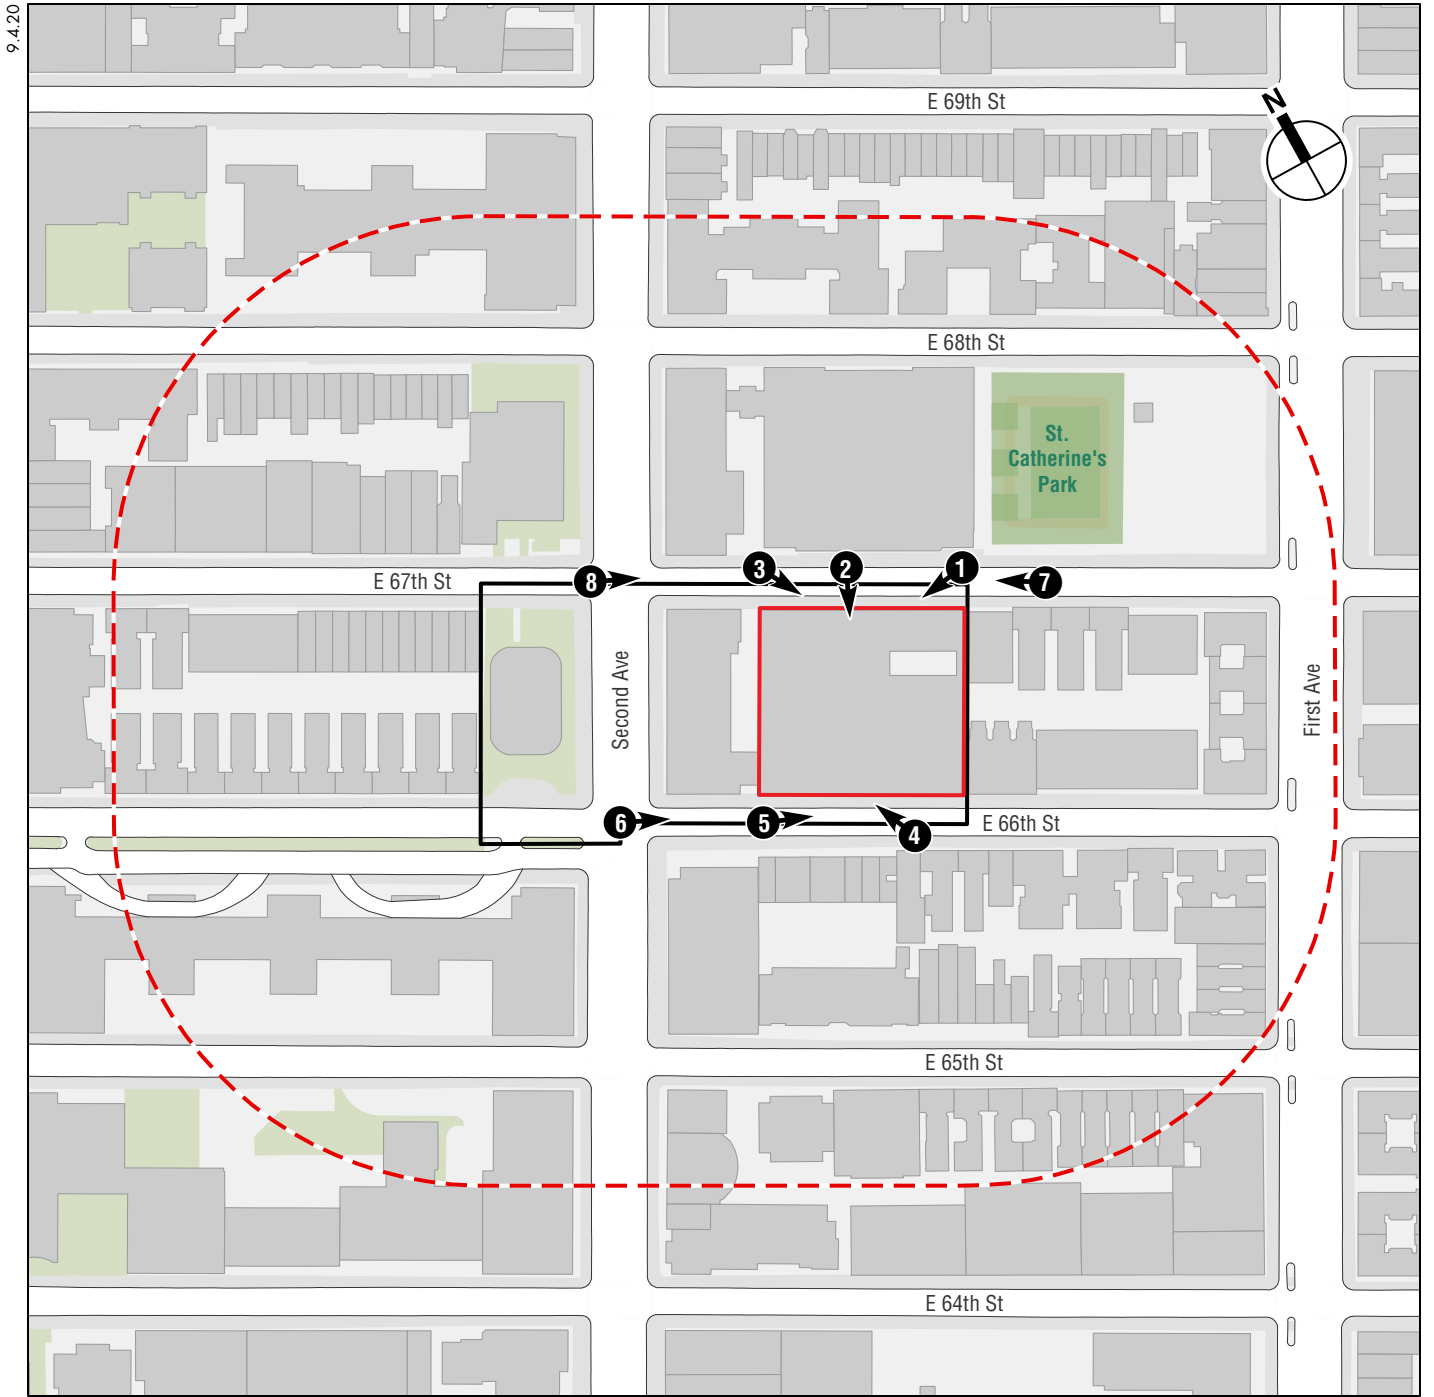 9.4.20
E 69th St
N
E 68th St
St.
Catherine's
Park
3
2
1
8
7
E 67th St
Second Ave
First Ave
6
5
4
E 66th St
E 65th St
E 64th St